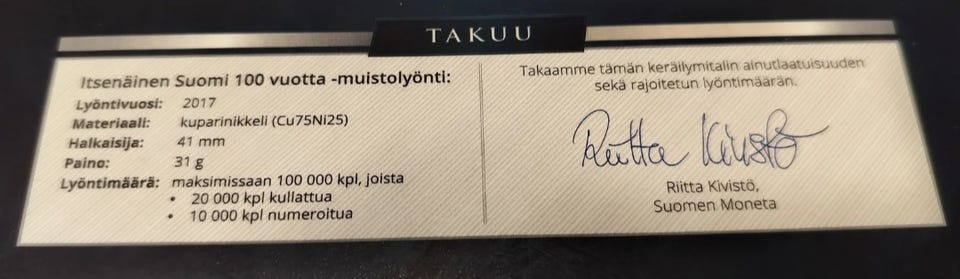 TAKUU
Itsenäinen Suomi 100 vuotta -muistolyönti:
Lyöntivuosi: 2017
Materiaali: kuparinikkeli (Cu75Ni25)
Halkaisija: 41 mm
Paino: 31 g
Lyöntimäärä: maksimissaan 100 000 kpl, joista
• 20 000 kpl kullattua
• 10 000 kpl numeroitua
Takaamme tämän keräilymitalin ainutlaatuisuuden
sekä rajoitetun lyöntimäärän.
Riitta Kivistö
Riitta Kivistö,
Suomen Moneta